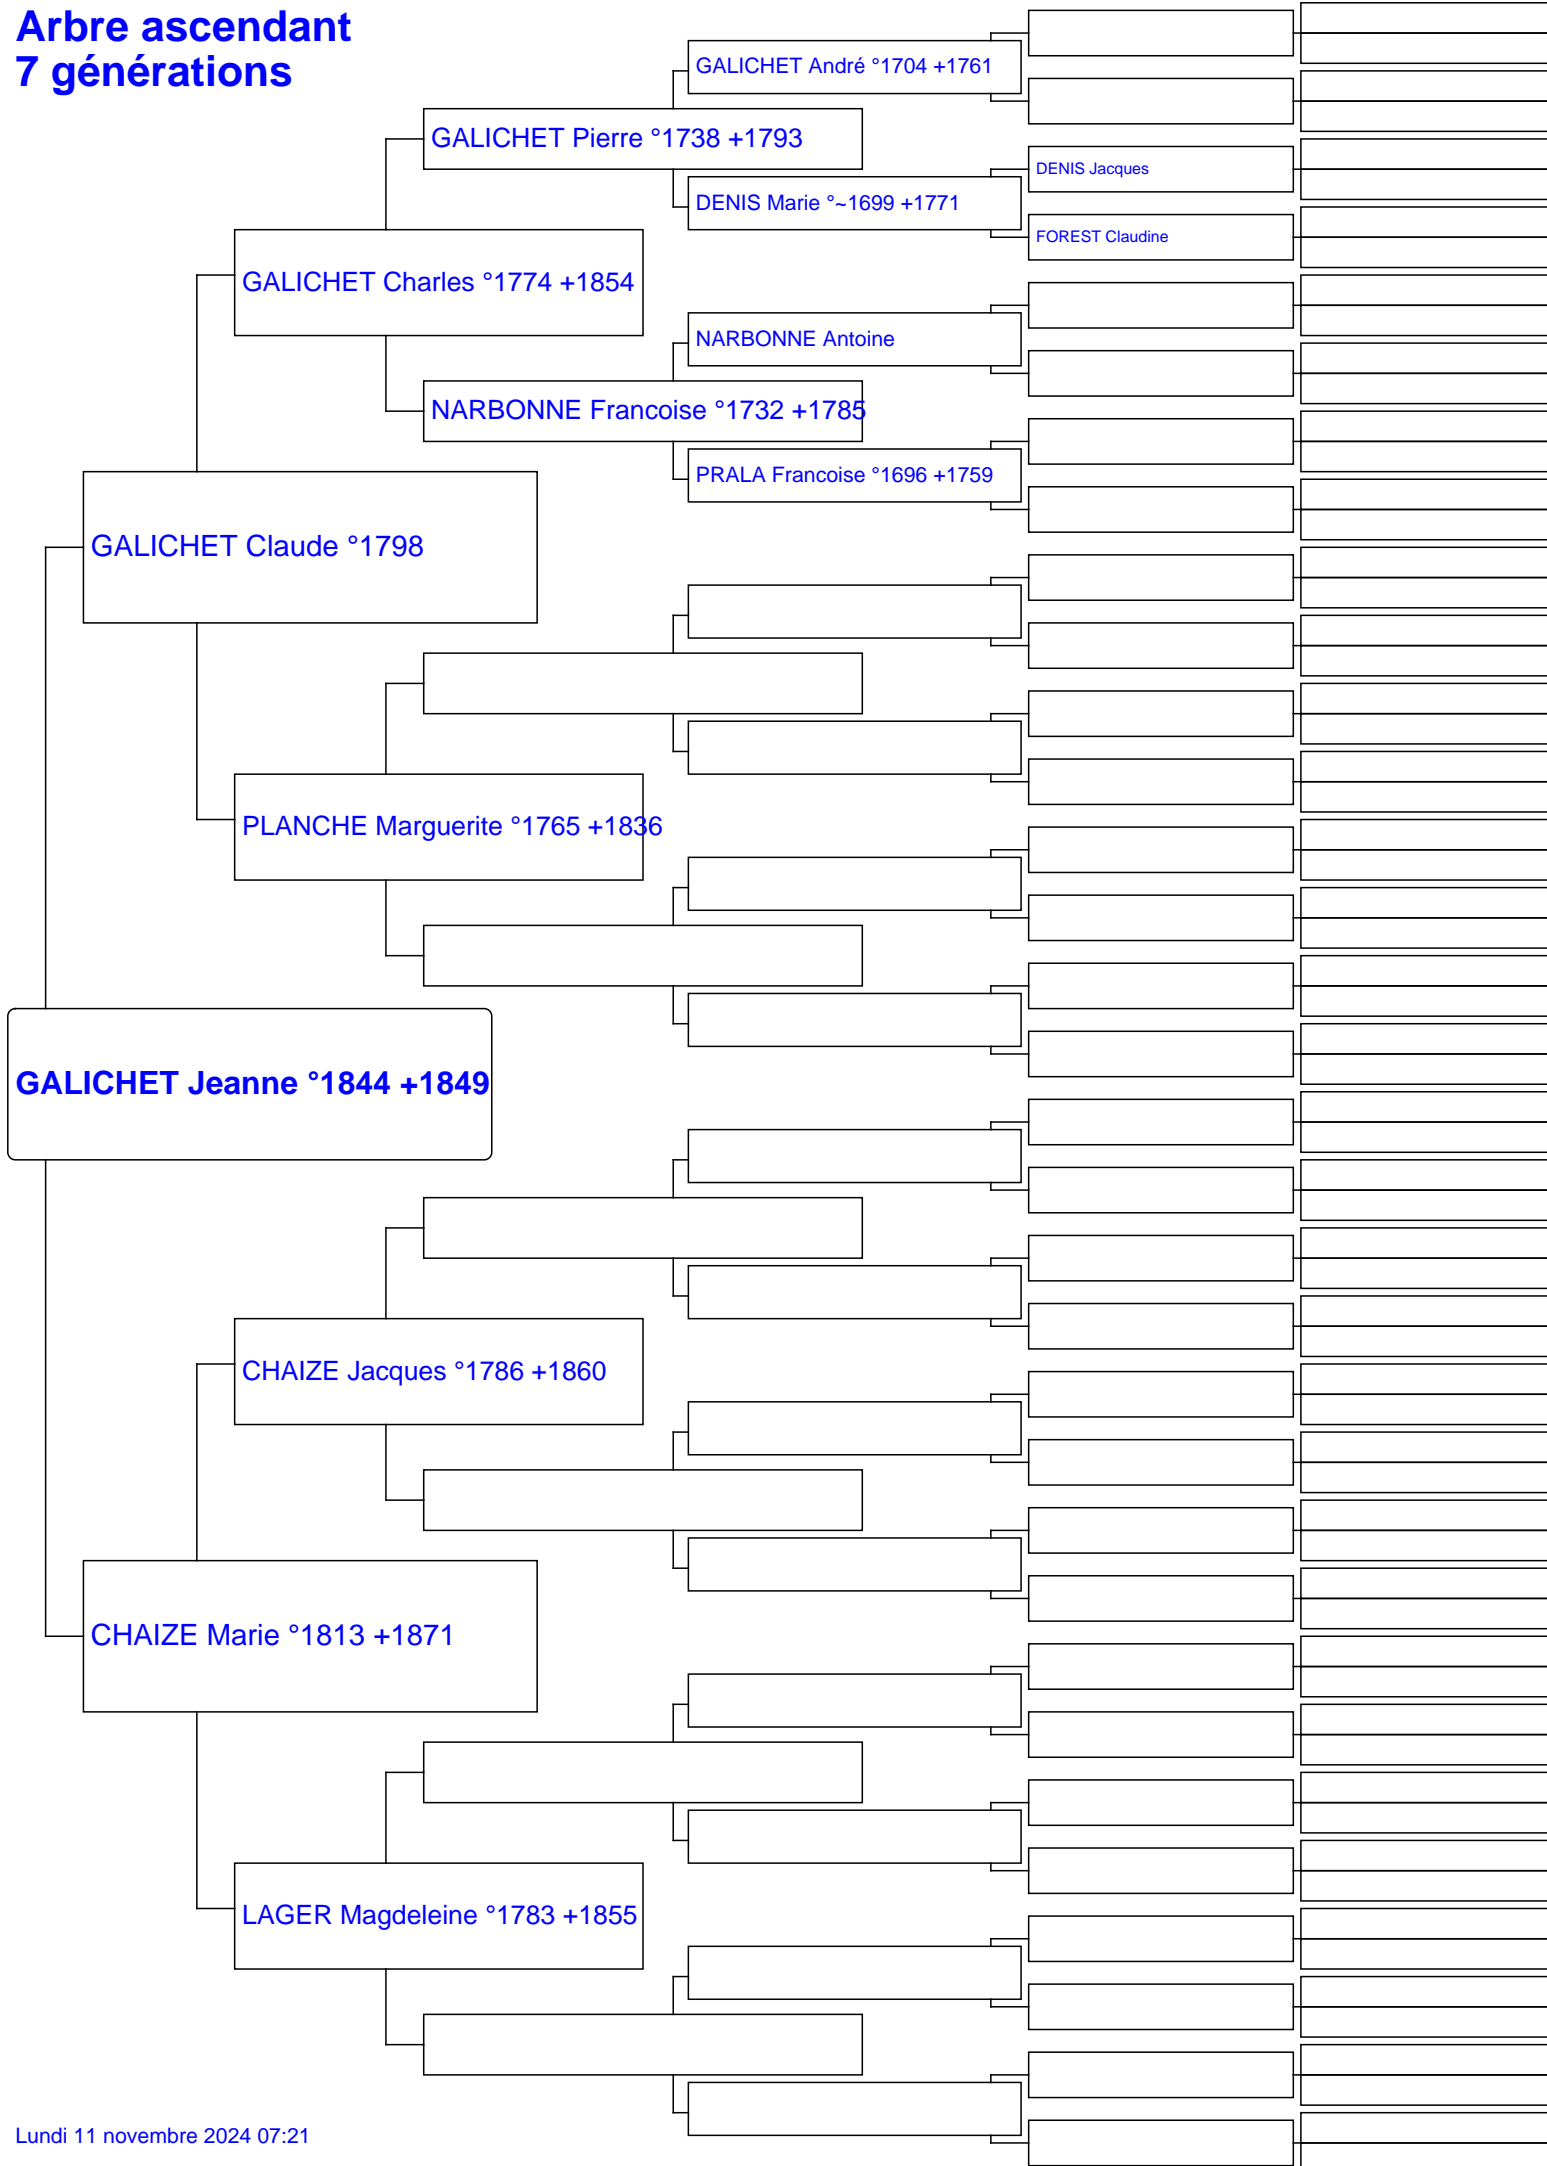 Arbre ascendant
7 générations
GALICHET André °1704 +1761
GALICHET Pierre °1738 +1793
DENIS Jacques
DENIS Marie °~1699 +1771
FOREST Claudine
GALICHET Charles °1774 +1854
NARBONNE Antoine
NARBONNE Francoise °1732 +1785
PRALA Francoise °1696 +1759
GALICHET Claude °1798
PLANCHE Marguerite °1765 +1836
GALICHET Jeanne °1844 +1849
CHAIZE Jacques °1786 +1860
CHAIZE Marie °1813 +1871
LAGER Magdeleine °1783 +1855
Lundi 11 novembre 2024 07:21